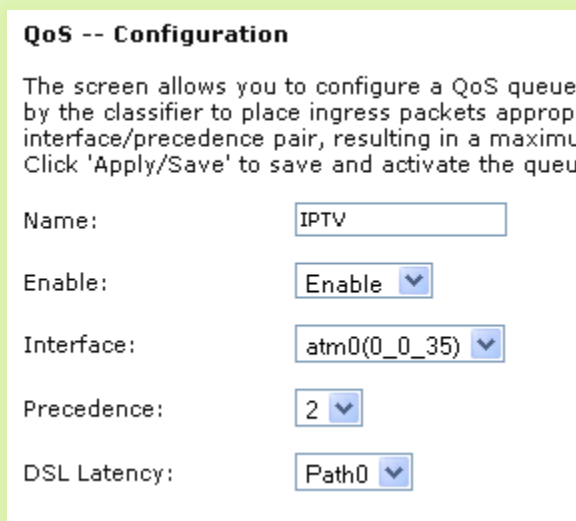 QoS -- Configuration
The screen allows you to configure a QoS queue
by the classifier to place ingress packets approp
interface/precedence pair, resulting in a maximu
Click 'Apply/Save' to save and activate the queu
Name: IPTV
Enable: Enable
Interface: atm0(0_0_35)
Precedence: 2
DSL Latency: Path0